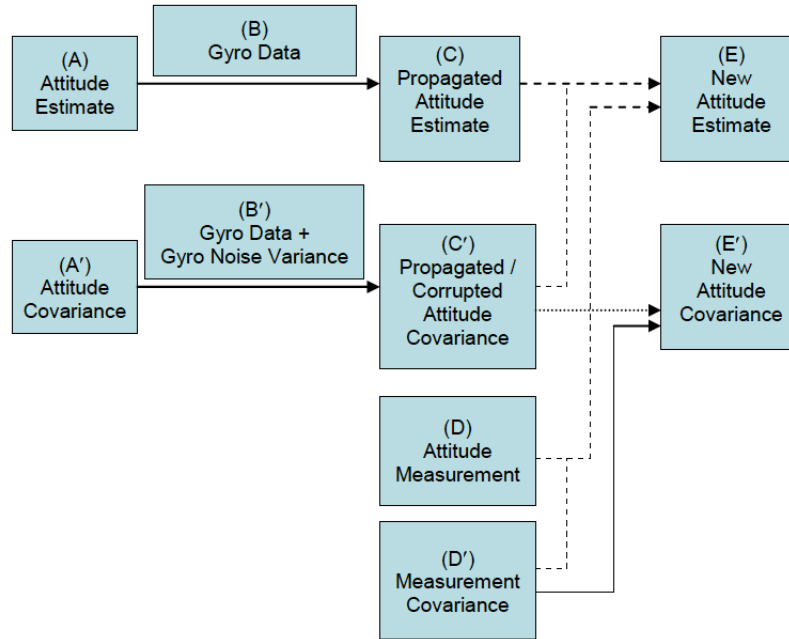 (A)
Attitude
Estimate
(B)
Gyro Data
(C)
Propagated
Attitude
Estimate
(E)
New
Attitude
Estimate
(A′)
Attitude
Covariance
(B′)
Gyro Data +
Gyro Noise Variance
(C′)
Propagated /
Corrupted
Attitude
Covariance
(E′)
New
Attitude
Covariance
(D)
Attitude
Measurement
(D′)
Measurement
Covariance